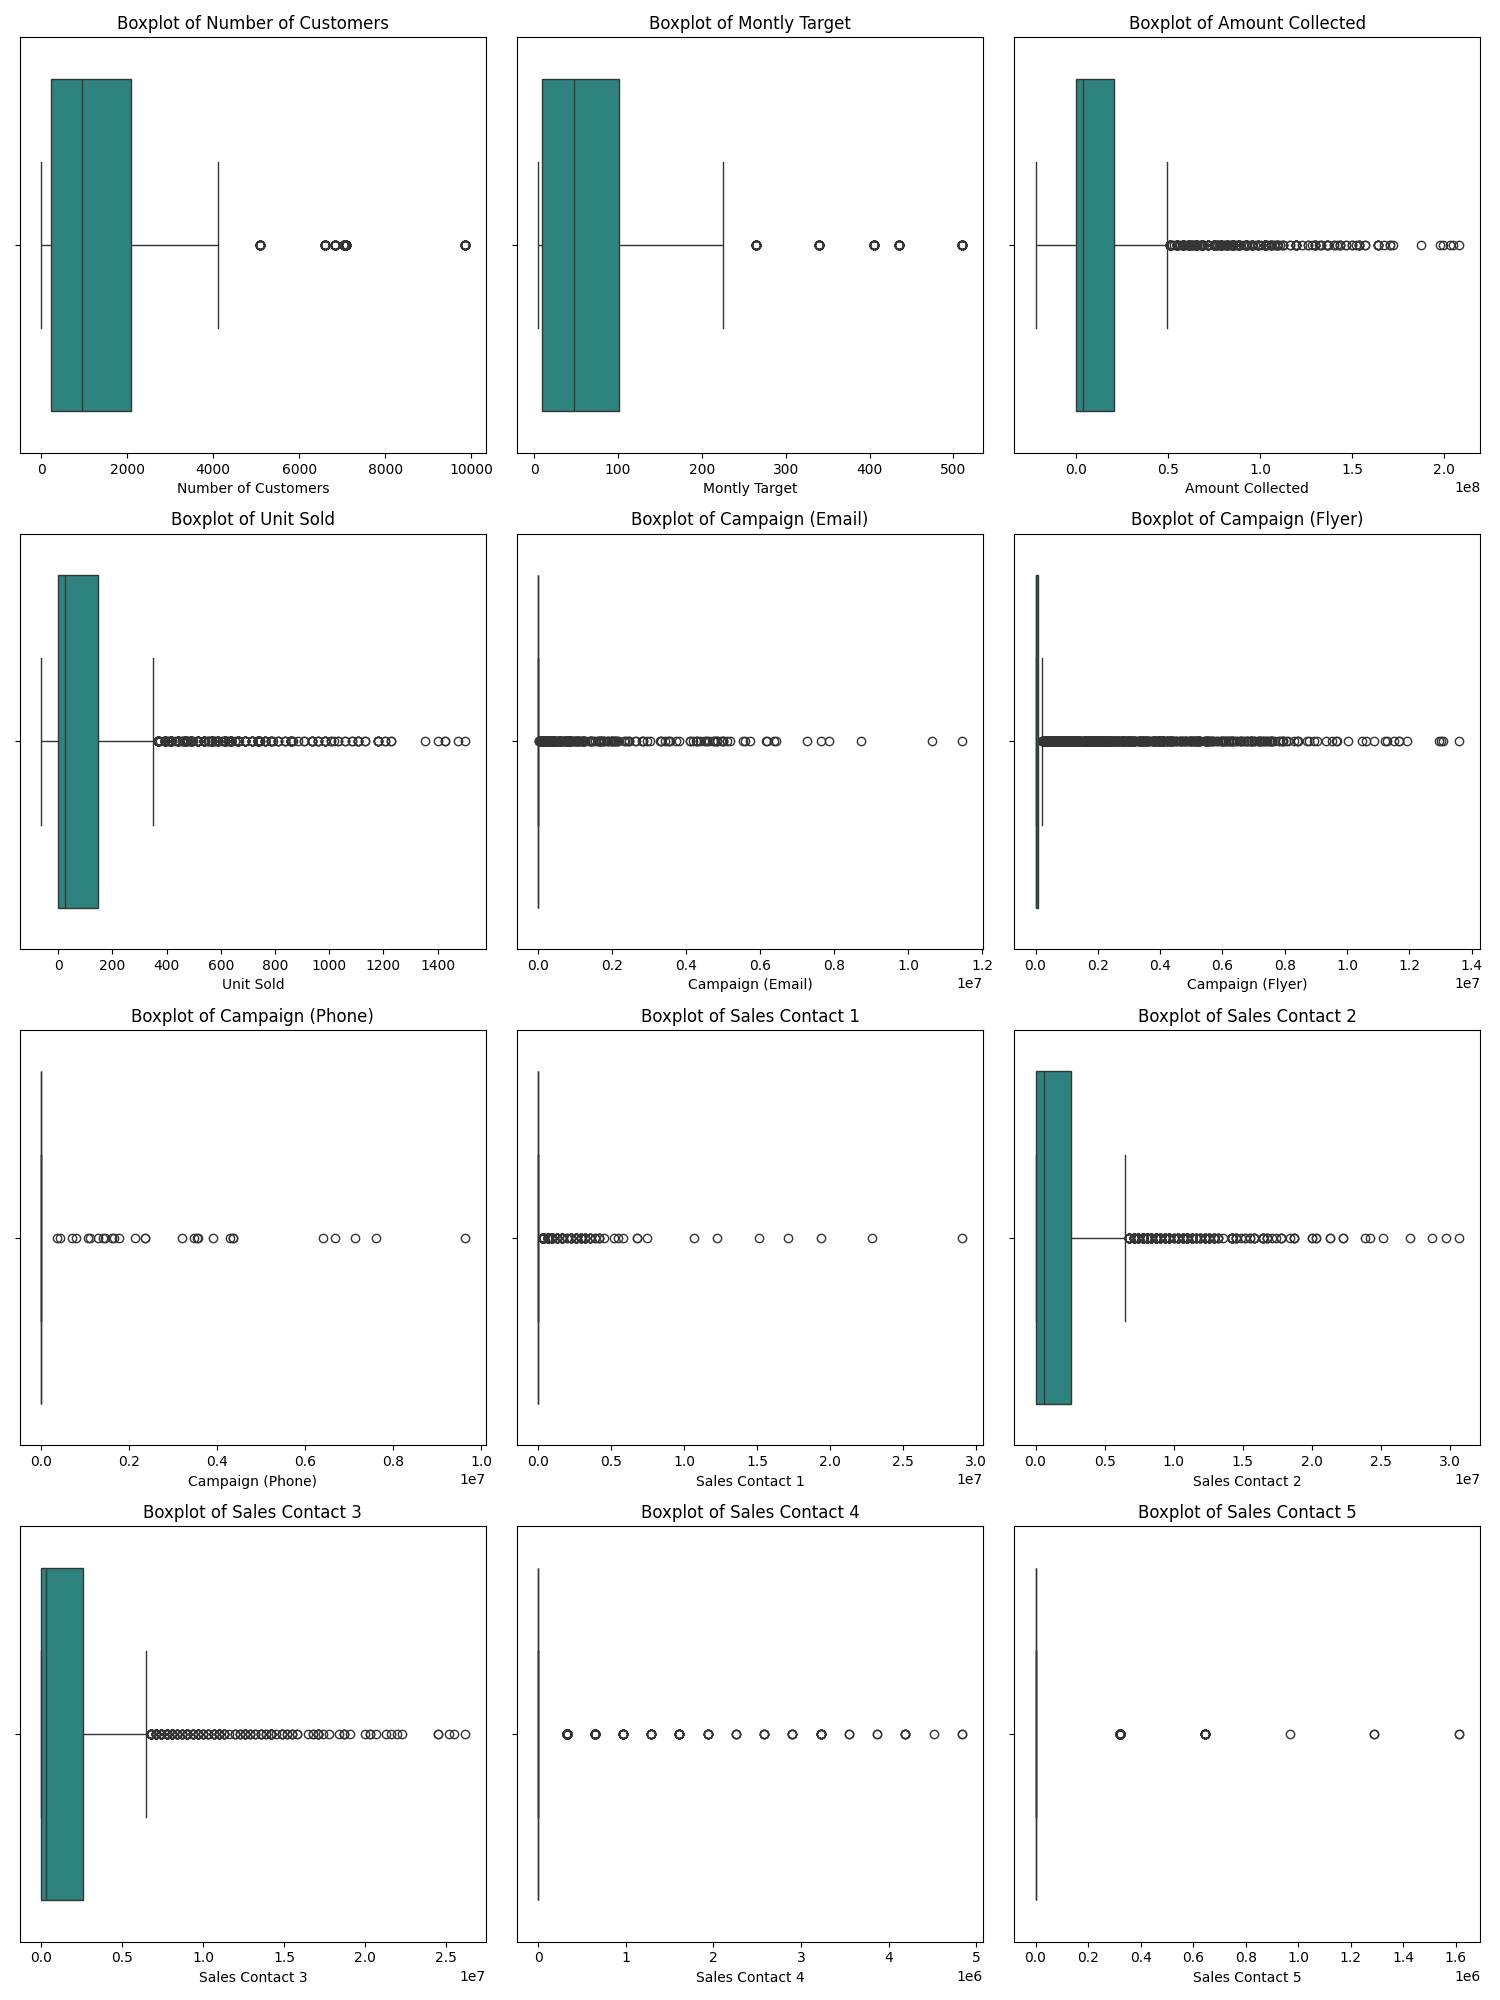 Boxplot of Number of Customers
Boxplot of Montly Target
Boxplot of Amount Collected
0 2000 4000 6000 8000 10000
0 100 200 300 400 500
0.0 0.5 1.0 1.5 2.0
1e8
Number of Customers
Montly Target
Amount Collected
Boxplot of Unit Sold
Boxplot of Campaign (Email)
Boxplot of Campaign (Flyer)
0 200 400 600 800 1000 1200 1400
0.0 0.2 0.4 0.6 0.8 1.0 1.2
1e7
0.0 0.2 0.4 0.6 0.8 1.0 1.2 1.4
1e7
Unit Sold
Campaign (Email)
Campaign (Flyer)
Boxplot of Campaign (Phone)
Boxplot of Sales Contact 1
Boxplot of Sales Contact 2
0.0 0.2 0.4 0.6 0.8 1.0
1e7
0.0 0.5 1.0 1.5 2.0 2.5 3.0
1e7
0.0 0.5 1.0 1.5 2.0 2.5 3.0
1e7
Campaign (Phone)
Sales Contact 1
Sales Contact 2
Boxplot of Sales Contact 3
Boxplot of Sales Contact 4
Boxplot of Sales Contact 5
0.0 0.5 1.0 1.5 2.0 2.5
1e7
0 1 2 3 4 5
1e6
0.0 0.2 0.4 0.6 0.8 1.0 1.2 1.4 1.6
1e6
Sales Contact 3
Sales Contact 4
Sales Contact 5